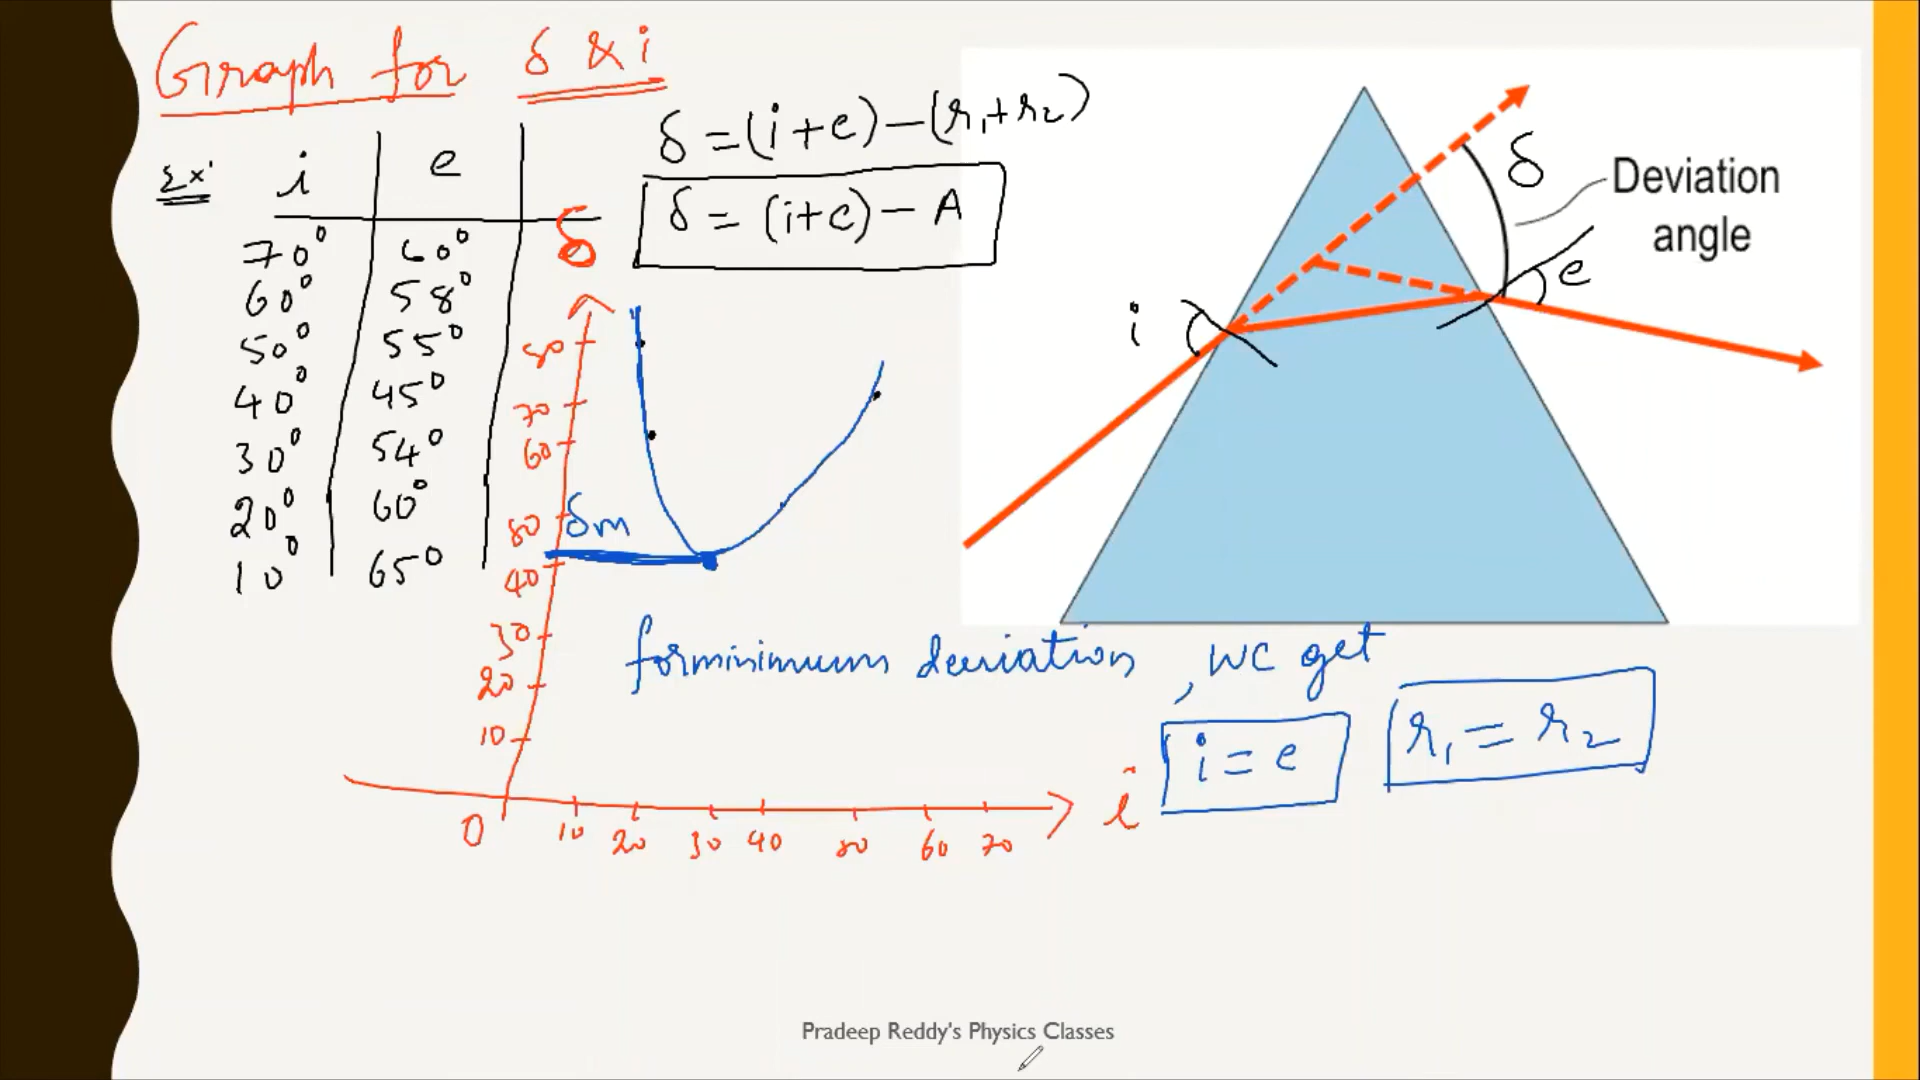 Graph for δ & i
δ = (i+e) – (r₁+r₂)
δ = (i+e) – A
Ex' i e
70° 60°
60° 58°
50° 55°
40° 45°
30° 54°
20° 60°
10° 65°
δ
80
70
60
50
40
30
20
10
δm
0 10 20 30 40 50 60 70 i
i
δ
e
Deviation
angle
for minimum deviation, we get
i = e r₁ = r₂
Pradeep Reddy's Physics Classes